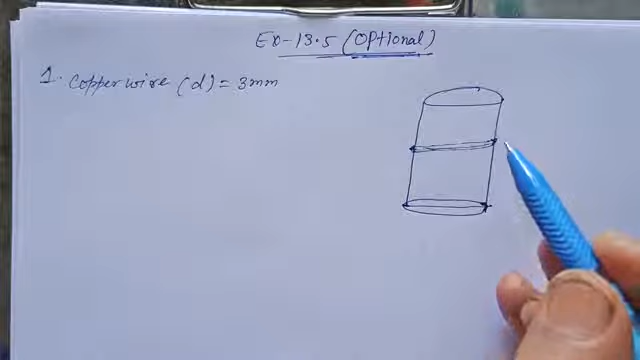 Ex-13.5 (Optional)
1. Copper wire (d) = 3mm